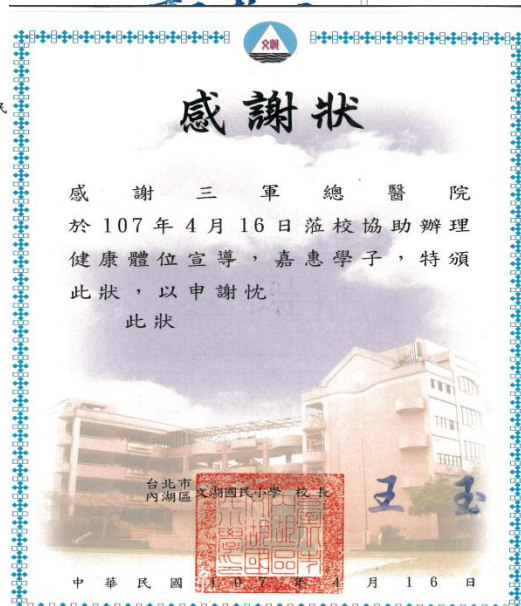 文湖
感謝狀
感謝三軍總醫院
於107年4月16日蒞校協助辦理
健康體位宣導，嘉惠學子，特頒
此狀，以申謝忱
此狀
台北市
內湖區
文湖國民小學 校長
王玉
中華民國107年4月16日